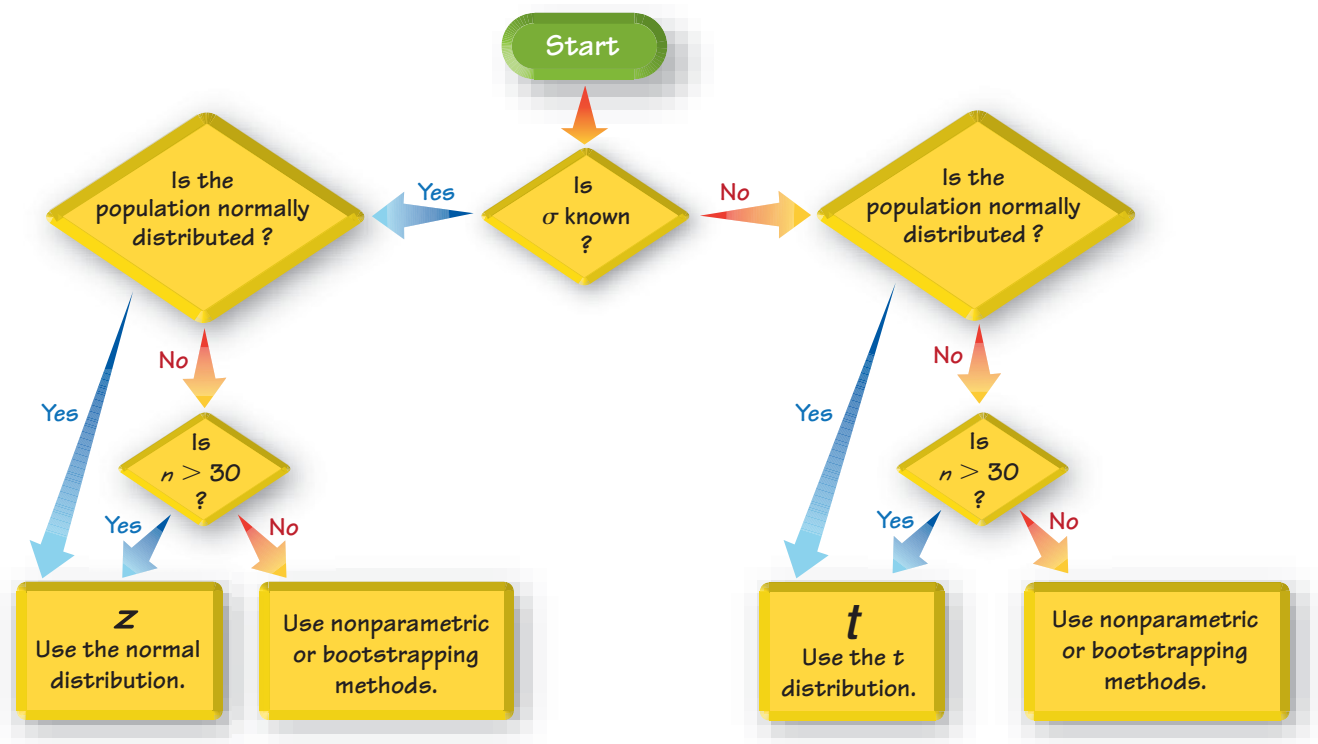 Start
Is
σ known
?
Yes
No
Is the
population normally
distributed ?
Yes
No
Is
n > 30
?
Yes
No
z
Use the normal
distribution.
Use nonparametric
or bootstrapping
methods.
Is the
population normally
distributed ?
Yes
No
Is
n > 30
?
Yes
No
t
Use the t
distribution.
Use nonparametric
or bootstrapping
methods.